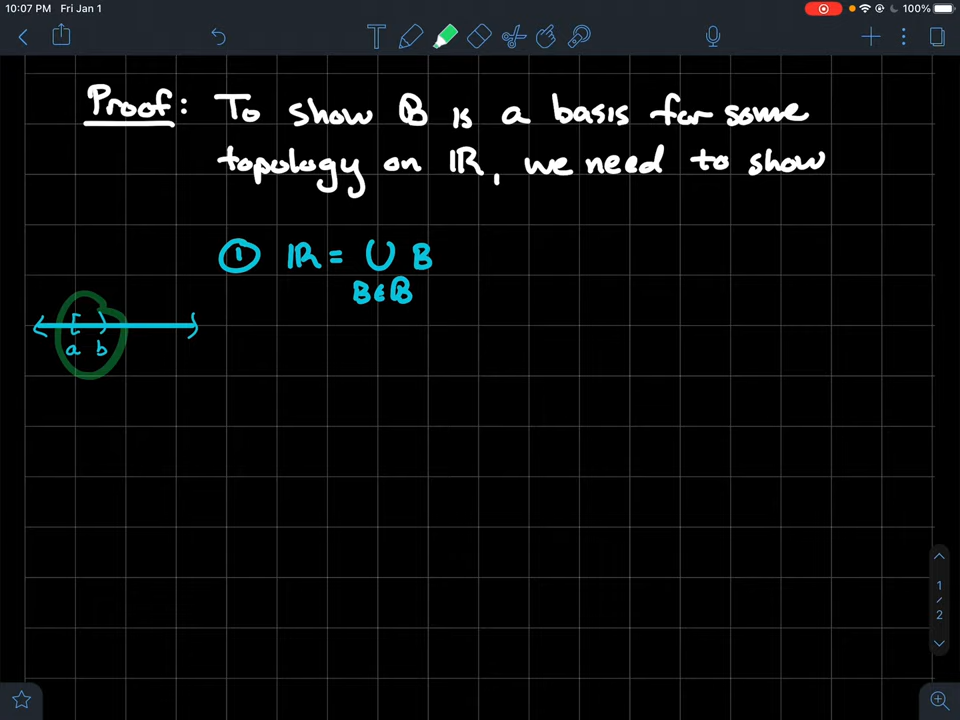 10:07 PM Fri Jan 1
100%
Proof: To show 𝔹 is a basis for some
topology on ℝ, we need to show
① ℝ = ∪ B
B∈𝔹
[ )
a b
1
/
2